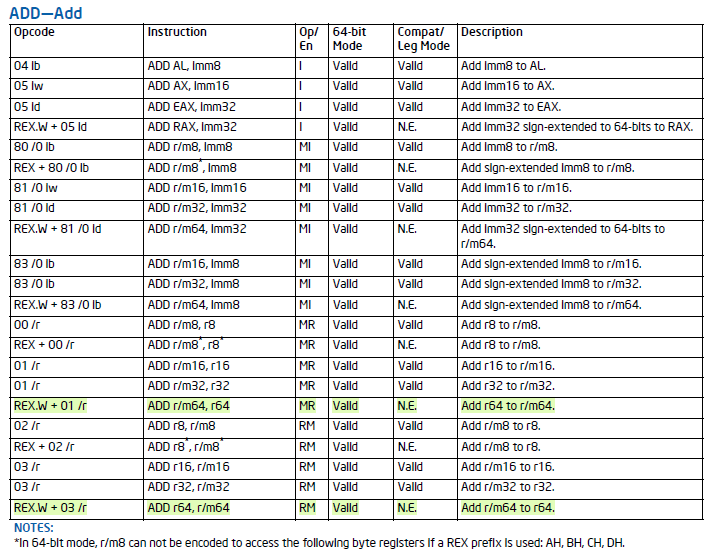 ADD—Add
Opcode Instruction Op/ En 64-bit Mode Compat/ Leg Mode Description
04 ib ADD AL, imm8 I Valid Valid Add imm8 to AL.
05 iw ADD AX, imm16 I Valid Valid Add imm16 to AX.
05 id ADD EAX, imm32 I Valid Valid Add imm32 to EAX.
REX.W + 05 id ADD RAX, imm32 I Valid N.E. Add imm32 sign-extended to 64-bits to RAX.
80 /0 ib ADD r/m8, imm8 MI Valid Valid Add imm8 to r/m8.
REX + 80 /0 ib ADD r/m8*, imm8 MI Valid N.E. Add sign-extended imm8 to r/m8.
81 /0 iw ADD r/m16, imm16 MI Valid Valid Add imm16 to r/m16.
81 /0 id ADD r/m32, imm32 MI Valid Valid Add imm32 to r/m32.
REX.W + 81 /0 id ADD r/m64, imm32 MI Valid N.E. Add imm32 sign-extended to 64-bits to
r/m64.
83 /0 ib ADD r/m16, imm8 MI Valid Valid Add sign-extended imm8 to r/m16.
83 /0 ib ADD r/m32, imm8 MI Valid Valid Add sign-extended imm8 to r/m32.
REX.W + 83 /0 ib ADD r/m64, imm8 MI Valid N.E. Add sign-extended imm8 to r/m64.
00 /r ADD r/m8, r8 MR Valid Valid Add r8 to r/m8.
REX + 00 /r ADD r/m8*, r8* MR Valid N.E. Add r8 to r/m8.
01 /r ADD r/m16, r16 MR Valid Valid Add r16 to r/m16.
01 /r ADD r/m32, r32 MR Valid Valid Add r32 to r/m32.
REX.W + 01 /r ADD r/m64, r64 MR Valid N.E. Add r64 to r/m64.
02 /r ADD r8, r/m8 RM Valid Valid Add r/m8 to r8.
REX + 02 /r ADD r8*, r/m8* RM Valid N.E. Add r/m8 to r8.
03 /r ADD r16, r/m16 RM Valid Valid Add r/m16 to r16.
03 /r ADD r32, r/m32 RM Valid Valid Add r/m32 to r32.
REX.W + 03 /r ADD r64, r/m64 RM Valid N.E. Add r/m64 to r64.
NOTES:
*In 64-bit mode, r/m8 can not be encoded to access the following byte registers if a REX prefix is used: AH, BH, CH, DH.